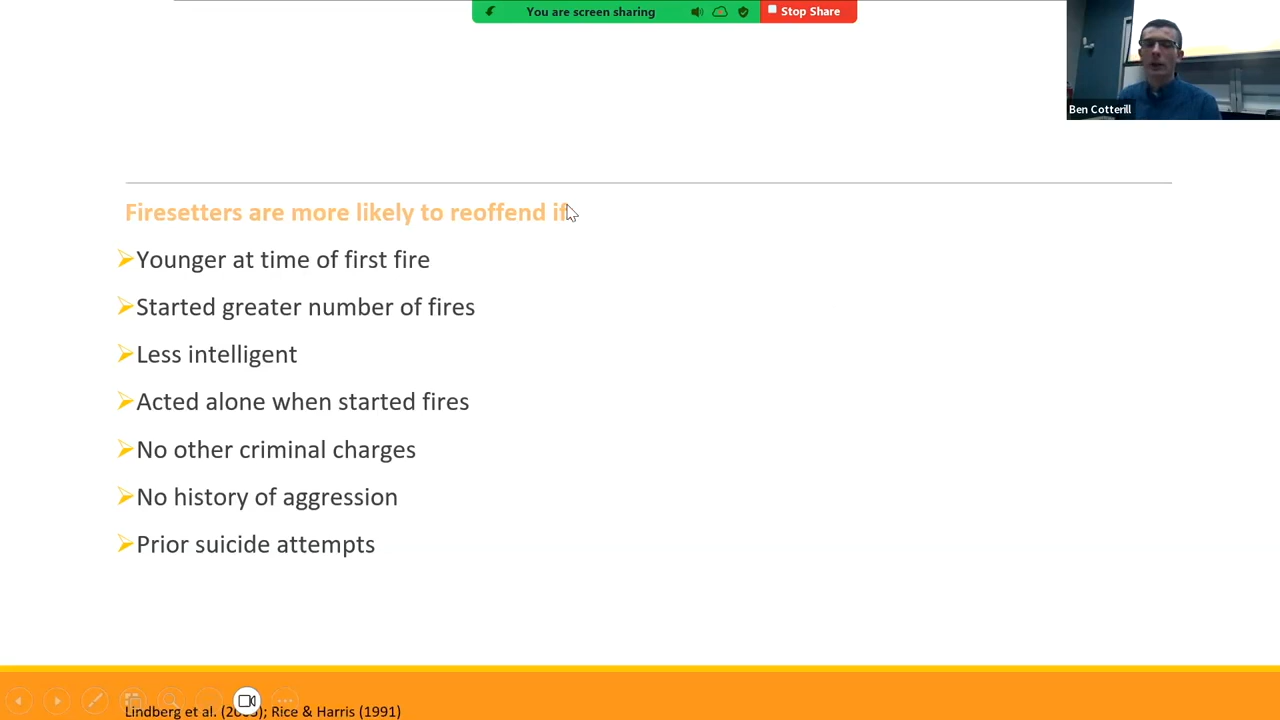 You are screen sharing
Stop Share
Ben Cotterill
Firesetters are more likely to reoffend if
Younger at time of first fire
Started greater number of fires
Less intelligent
Acted alone when started fires
No other criminal charges
No history of aggression
Prior suicide attempts
Lindberg et al. Rice & Harris (1991)